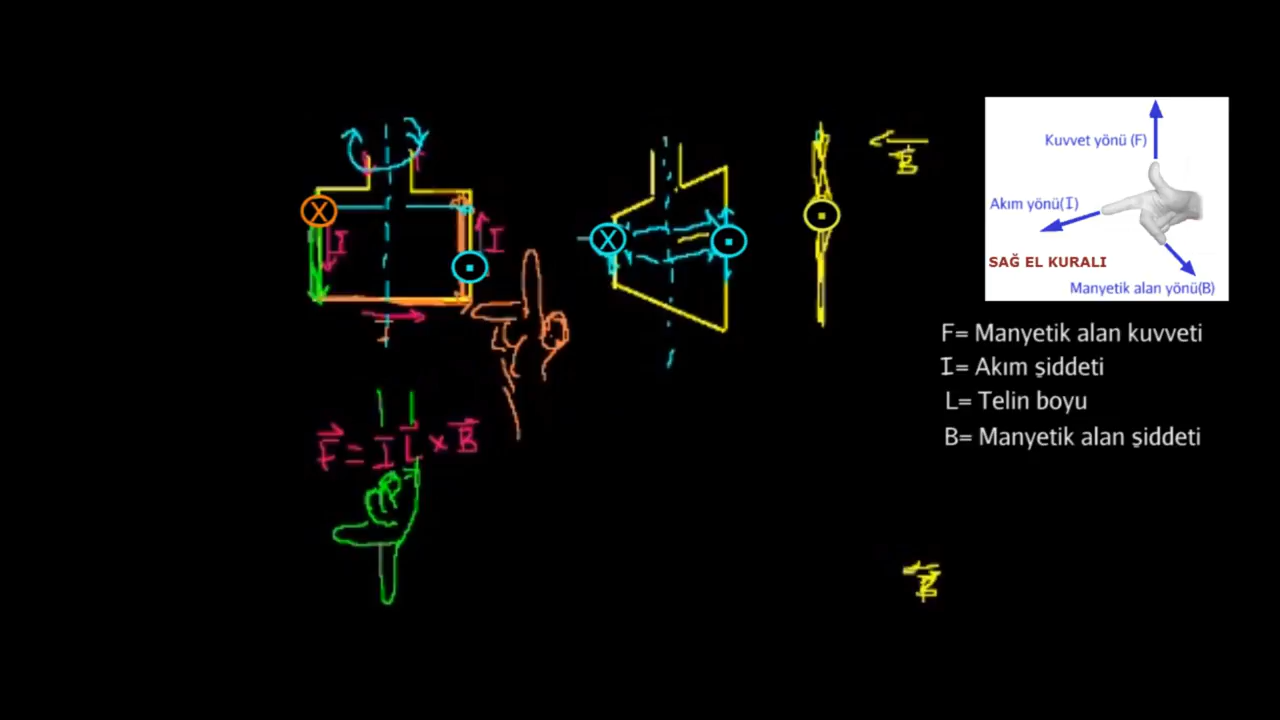 B
Kuvvet yönü (F)
Akım yönü(I)
SAĞ EL KURALI
Manyetik alan yönü(B)
I
I
F= Manyetik alan kuvveti
I= Akım şiddeti
L= Telin boyu
B= Manyetik alan şiddeti
F = I L x B